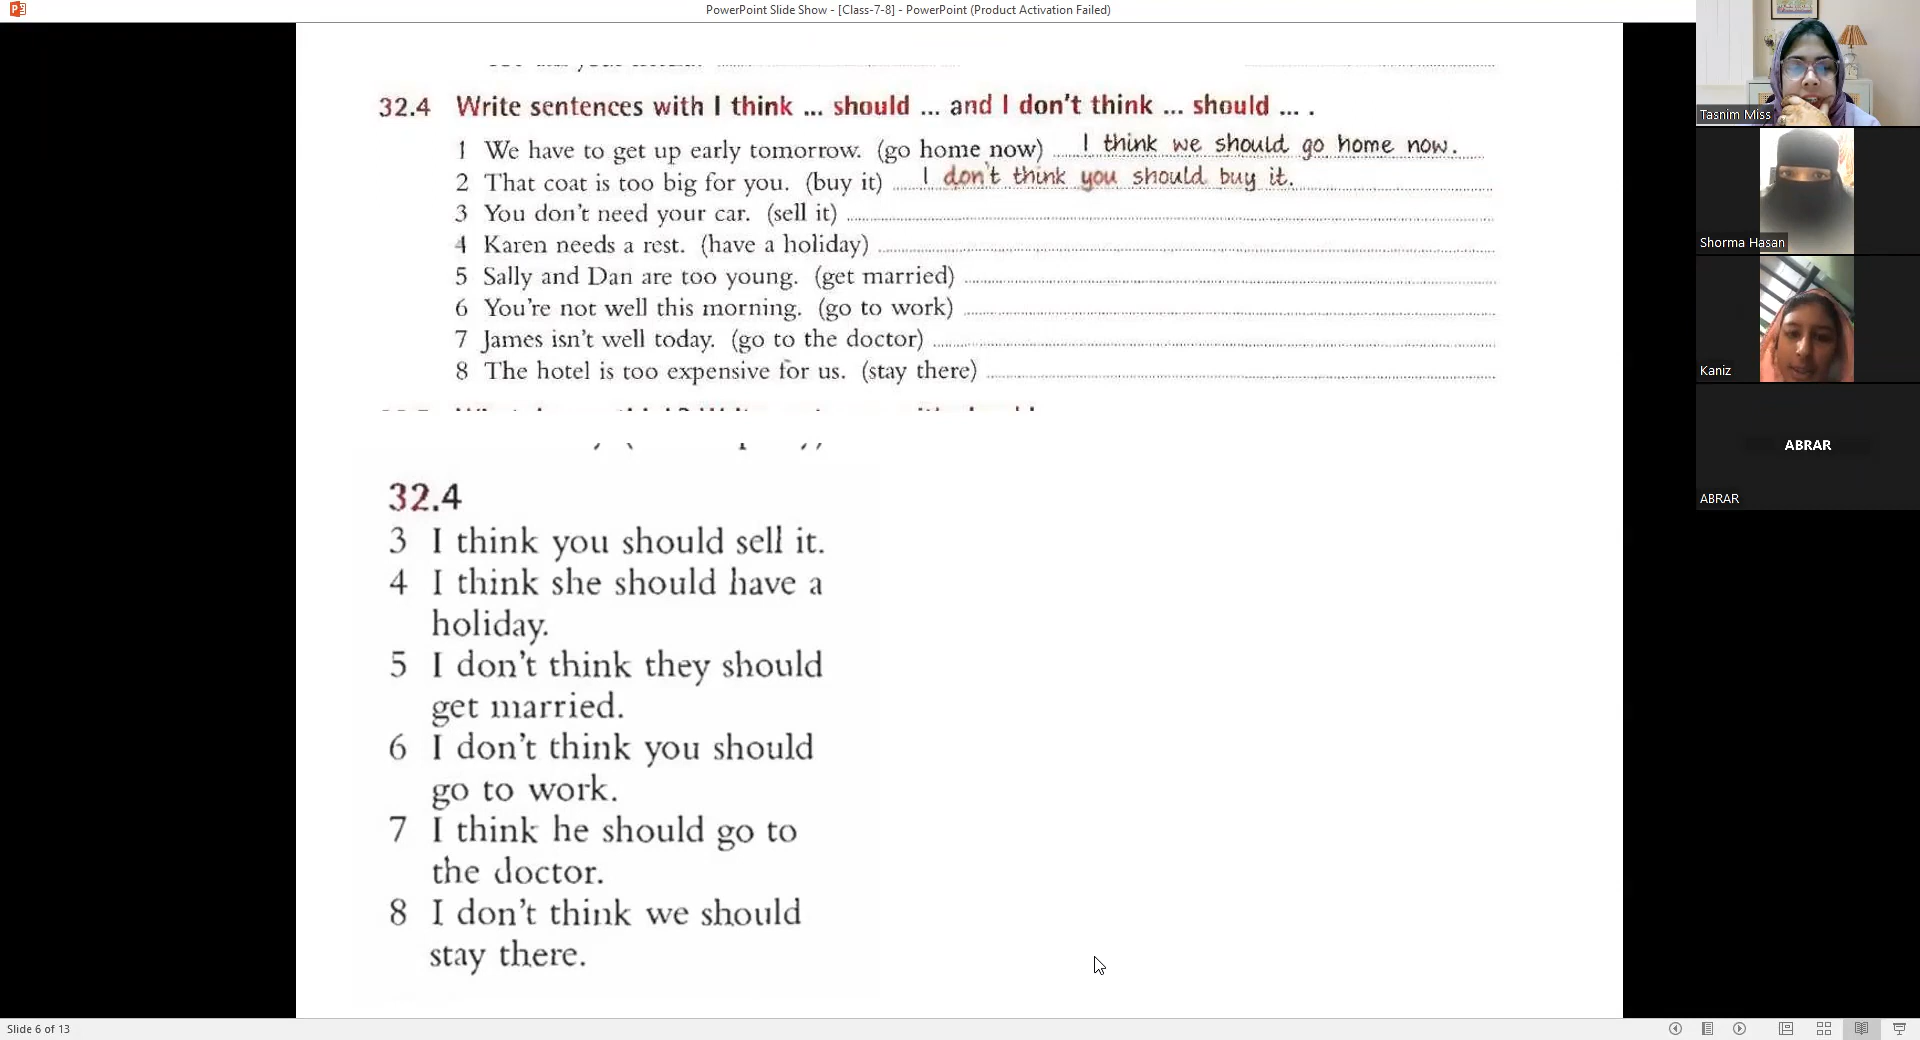 PowerPoint Slide Show - [Class-7-8] - PowerPoint (Product Activation Failed)
32.4 Write sentences with I think ... should ... and I don't think ... should ... .
1 We have to get up early tomorrow. (go home now) I think we should go home now.
2 That coat is too big for you. (buy it) I don't think you should buy it.
3 You don't need your car. (sell it)
4 Karen needs a rest. (have a holiday)
5 Sally and Dan are too young. (get married)
6 You're not well this morning. (go to work)
7 James isn't well today. (go to the doctor)
8 The hotel is too expensive for us. (stay there)
32.4
3 I think you should sell it.
4 I think she should have a
holiday.
5 I don't think they should
get married.
6 I don't think you should
go to work.
7 I think he should go to
the doctor.
8 I don't think we should
stay there.
Tasnim Miss
Shorma Hasan
Kaniz
ABRAR
ABRAR
Slide 6 of 13